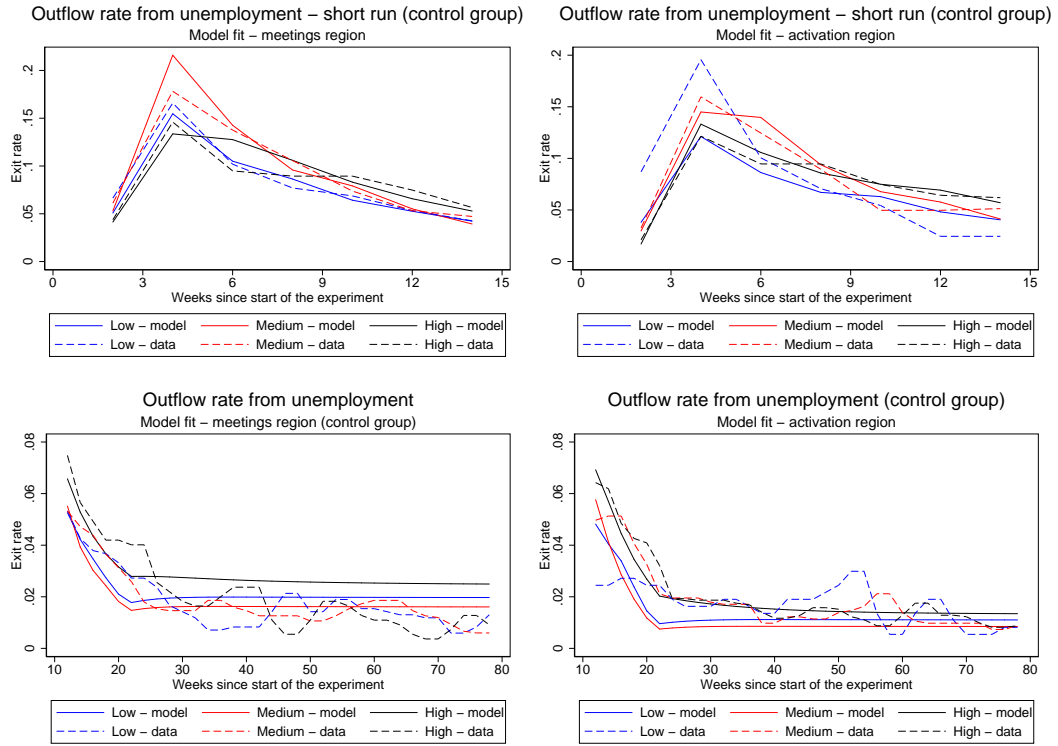 Outflow rate from unemployment – short run (control group)
Model fit – meetings region
Exit rate
0 .05 .1 .15 .2
0 3 6 9 12 15
Weeks since start of the experiment
Low – model Medium – model High – model
Low – data Medium – data High – data
Outflow rate from unemployment – short run (control group)
Model fit – activation region
Exit rate
0 .05 .1 .15 .2
0 3 6 9 12 15
Weeks since start of the experiment
Low – model Medium – model High – model
Low – data Medium – data High – data
Outflow rate from unemployment
Model fit – meetings region (control group)
Exit rate
0 .02 .04 .06 .08
10 20 30 40 50 60 70 80
Weeks since start of the experiment
Low – model Medium – model High – model
Low – data Medium – data High – data
Outflow rate from unemployment (control group)
Model fit – activation region
Exit rate
0 .02 .04 .06 .08
10 20 30 40 50 60 70 80
Weeks since start of the experiment
Low – model Medium – model High – model
Low – data Medium – data High – data